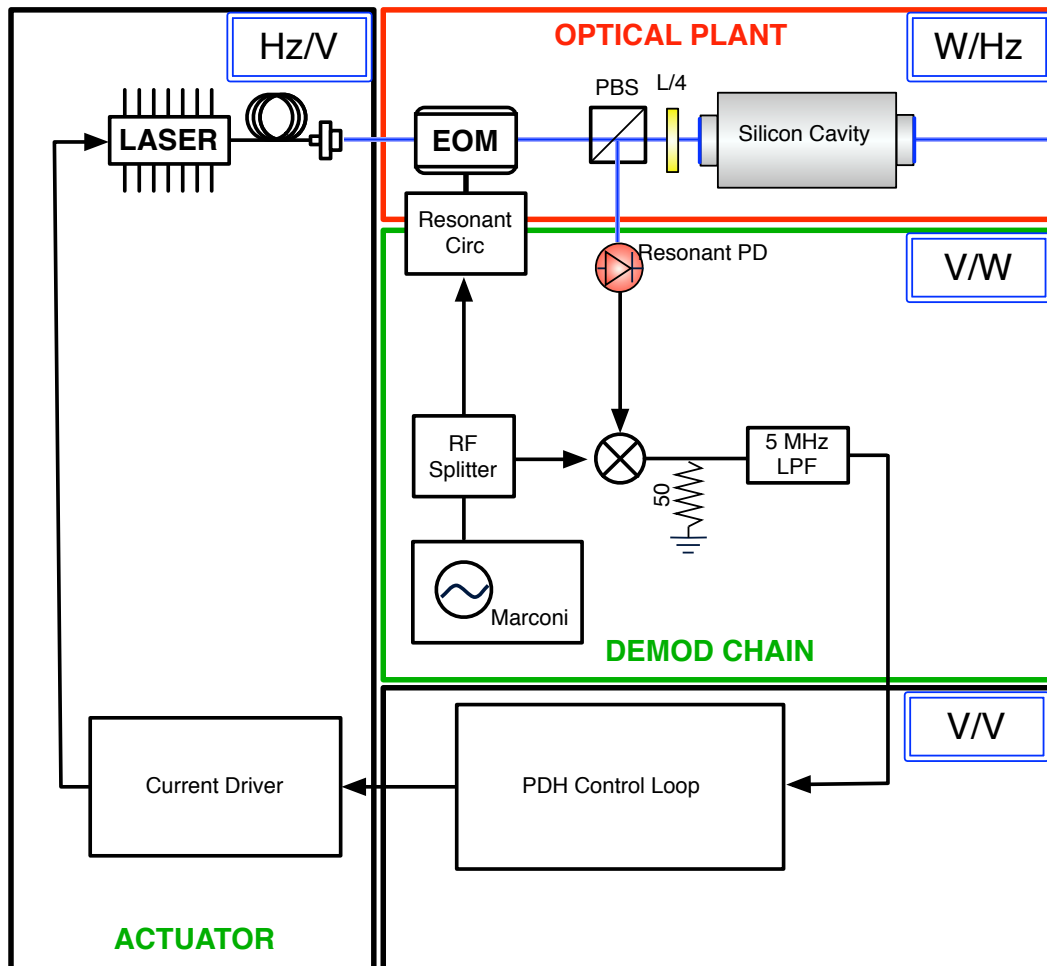 Hz/V
OPTICAL PLANT
W/Hz
PBS
L/4
LASER
EOM
Silicon Cavity
Resonant
Circ
Resonant PD
V/W
RF
Splitter
5 MHz
LPF
50
Marconi
DEMOD CHAIN
V/V
Current Driver
PDH Control Loop
ACTUATOR